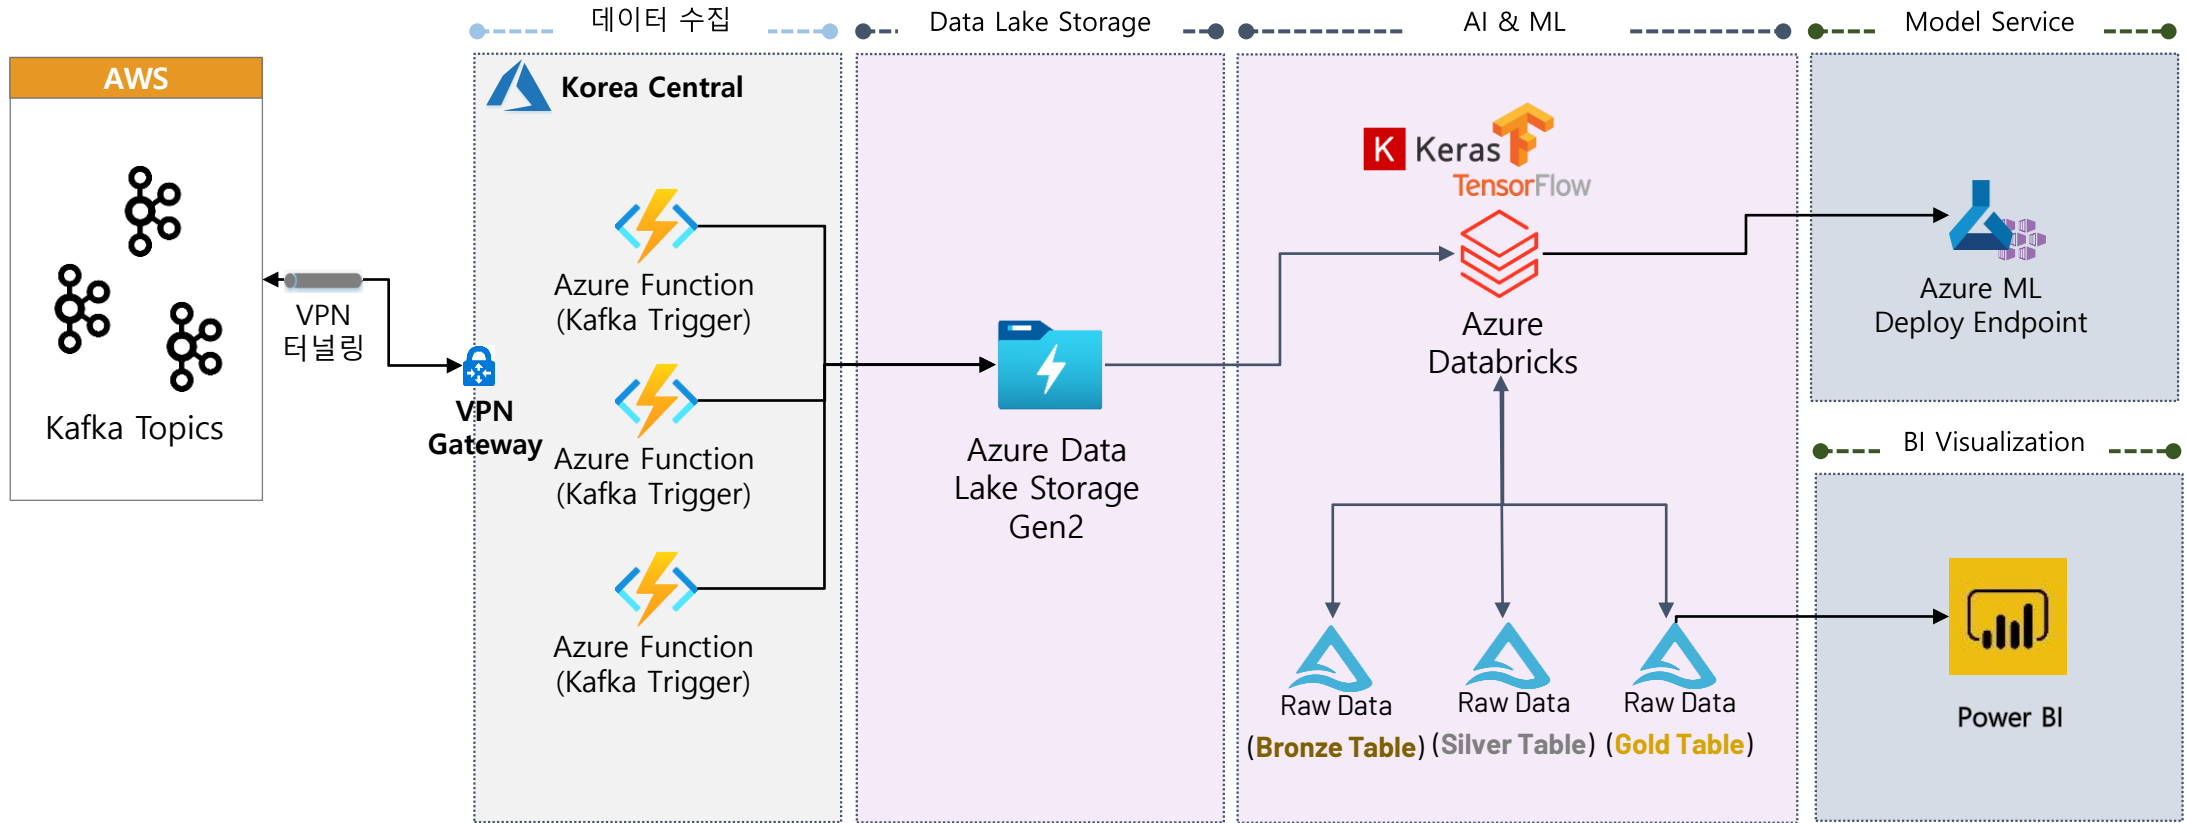 데이터 수집
Data Lake Storage
AI & ML
Model Service
AWS
Kafka Topics
VPN
터널링
VPN
Gateway
Korea Central
Azure Function
(Kafka Trigger)
Azure Function
(Kafka Trigger)
Azure Function
(Kafka Trigger)
Azure Data
Lake Storage
Gen2
K Keras
TensorFlow
Azure
Databricks
Raw Data
(Bronze Table)
Raw Data
(Silver Table)
Raw Data
(Gold Table)
Azure ML
Deploy Endpoint
BI Visualization
Power BI